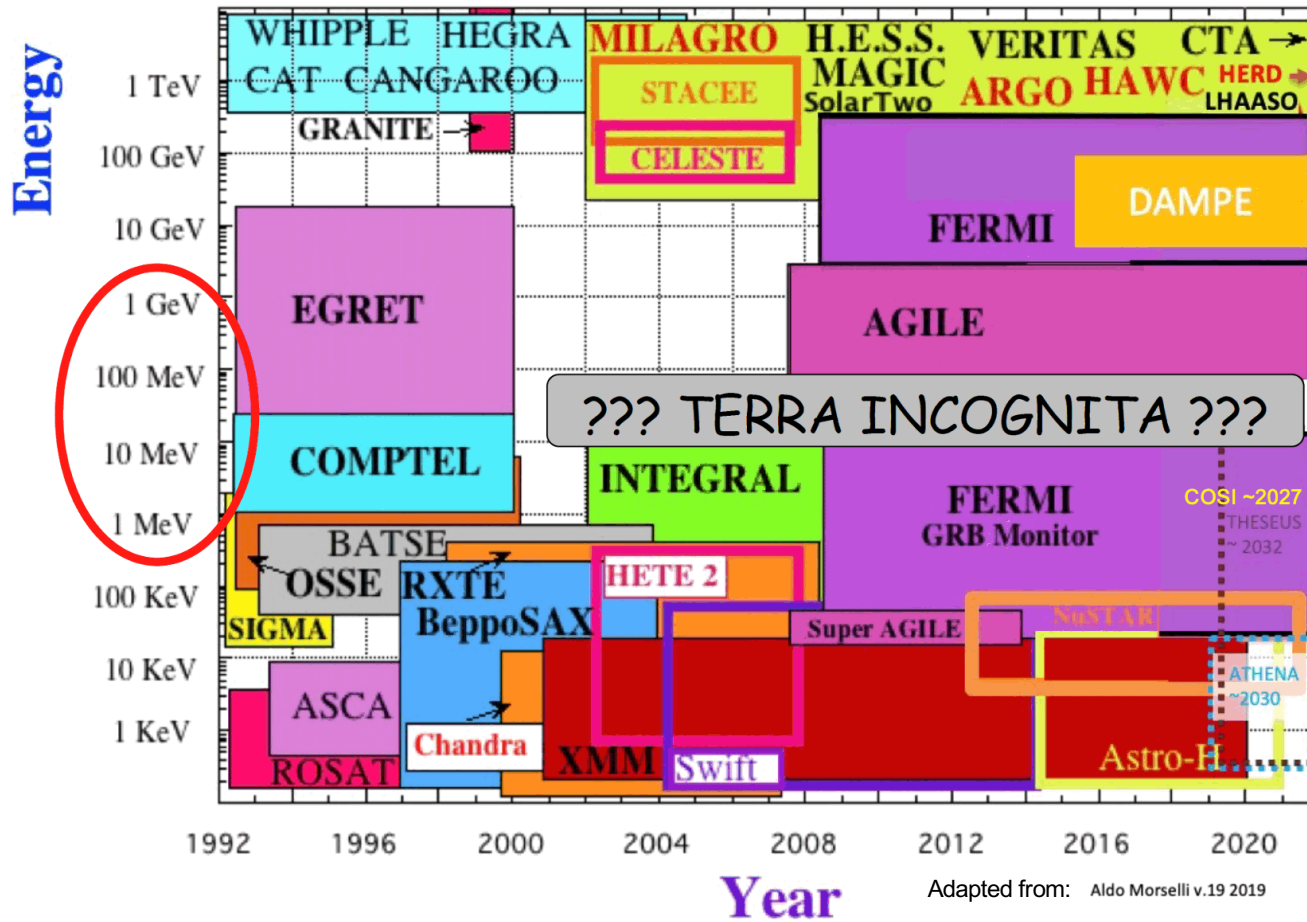 Energy
1 TeV
100 GeV
10 GeV
1 GeV
100 MeV
10 MeV
1 MeV
100 KeV
10 KeV
1 KeV
WHIPPLE HEGRA
CAT CANGAROO
GRANITE
MILAGRO
STACEE
CELESTE
H.E.S.S.
MAGIC
SolarTwo
VERITAS
ARGO
HAWC
CTA
HERD
LHAASO
DAMPE
FERMI
EGRET
AGILE
??? TERRA INCOGNITA ???
COMPTEL
INTEGRAL
FERMI
GRB Monitor
COSI ~2027
THESEUS
~ 2032
BATSE
OSSE
RXTE
BeppoSAX
HETE 2
SIGMA
Super AGILE
NuSTAR
ATHENA
~2030
ASCA
ROSAT
Chandra
XMM
Swift
Astro-H
1992 1996 2000 2004 2008 2012 2016 2020
Year
Adapted from: Aldo Morselli v.19 2019